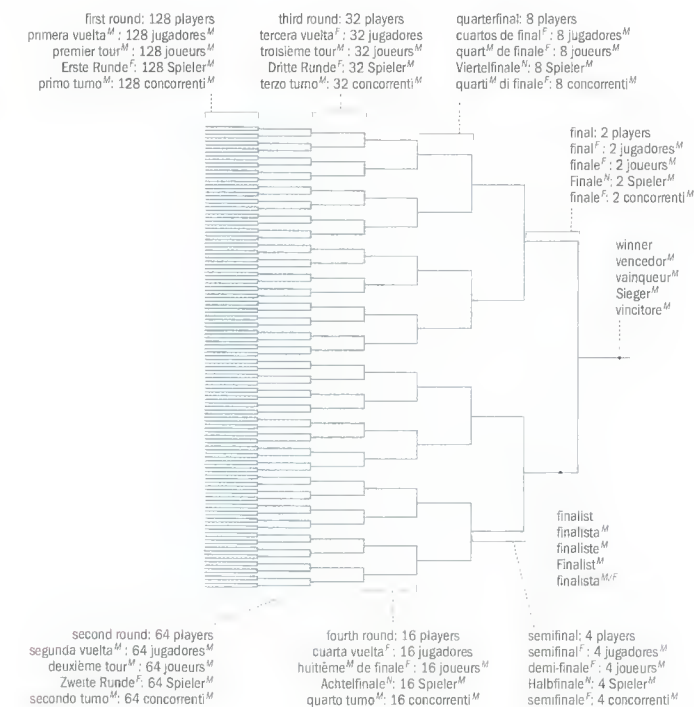 first round: 128 players
primera vuelta^M : 128 jugadores^M
premier tour^M : 128 joueurs^M
Erste Runde^F: 128 Spieler^M
primo turno^M: 128 concorrenti^M
third round: 32 players
tercera vuelta^F : 32 jugadores
troisième tour^M : 32 joueurs^M
Dritte Runde^F: 32 Spieler^M
terzo turno^M: 32 concorrenti^M
quarterfinal: 8 players
cuartos de final^F : 8 jugadores^M
quart^M de finale^F : 8 joueurs^M
Viertelfinale^N: 8 Spieler^M
quarti^M di finale^F : 8 concorrenti^M
final: 2 players
final^F : 2 jugadores^M
finale^F : 2 joueurs^M
Finale^N: 2 Spieler^M
finale^F: 2 concorrenti^M
winner
vencedor^M
vainqueur^M
Sieger^M
vincitore^M
finalist
finalista^M
finaliste^M
Finalist^M
finalista^M/F
second round: 64 players
segunda vuelta^M : 64 jugadores^M
deuxième tour^M : 64 joueurs^M
Zweite Runde^F: 64 Spieler^M
secondo turno^M: 64 concorrenti^M
fourth round: 16 players
cuarta vuelta^F : 16 jugadores
huitième^M de finale^F : 16 joueurs^M
Achtelfinale^N: 16 Spieler^M
quarto turno^M: 16 concorrenti^M
semifinal: 4 players
semifinal^F : 4 jugadores^M
demi-finale^F : 4 joueurs^M
Halbfinale^N: 4 Spieler^M
semifinale^F: 4 concorrenti^M